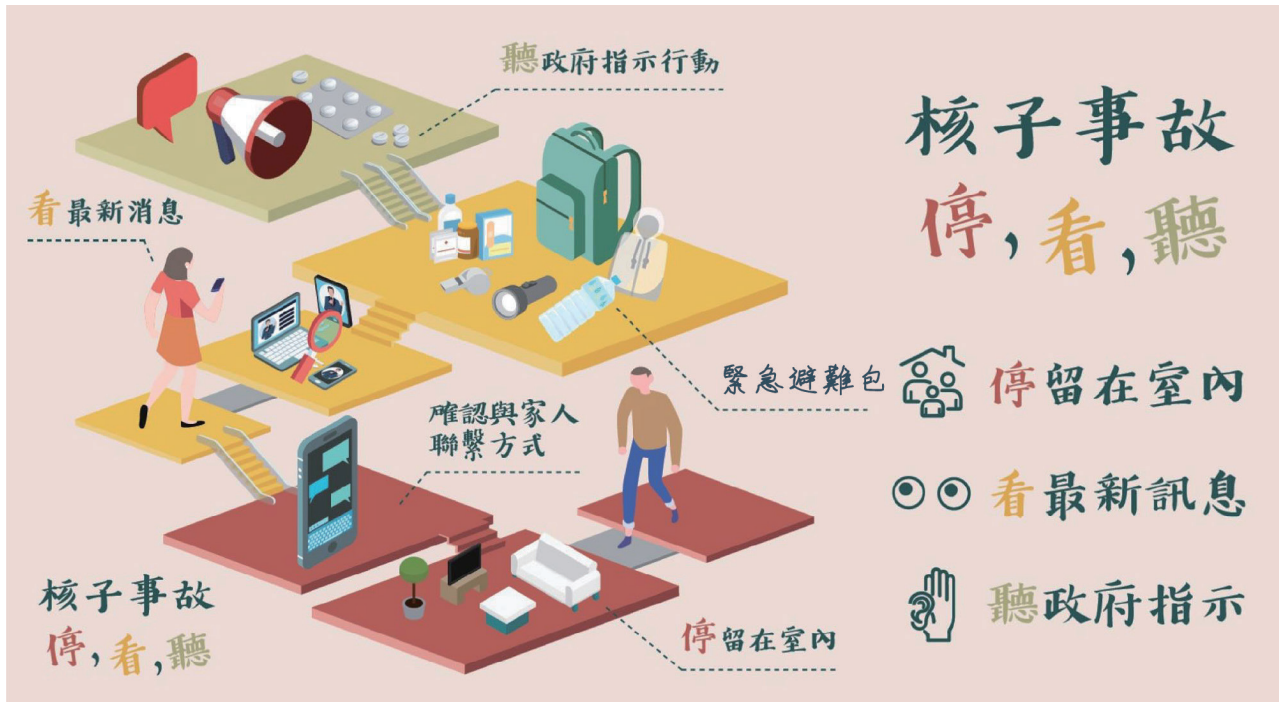 聽政府指示行動
看最新消息
緊急避難包
確認與家人
聯繫方式
停留在室內
核子事故
停,看,聽
核子事故
停,看,聽
停留在室內
看最新訊息
聽政府指示